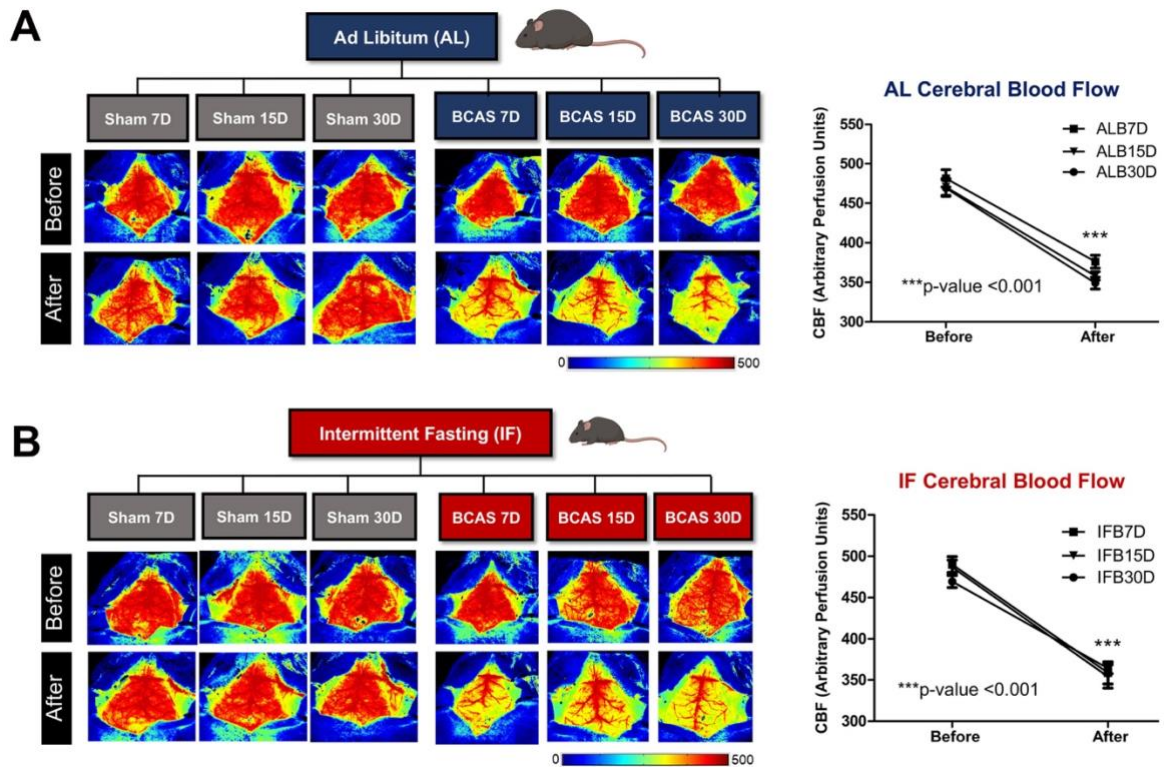 A
Ad Libitum (AL)
Sham 7D
Sham 15D
Sham 30D
BCAS 7D
BCAS 15D
BCAS 30D
Before
After
0
500
AL Cerebral Blood Flow
CBF (Arbitrary Perfusion Units)
550
500
450
400
350
300
ALB7D
ALB15D
ALB30D
***
***p-value <0.001
Before
After
B
Intermittent Fasting (IF)
Sham 7D
Sham 15D
Sham 30D
BCAS 7D
BCAS 15D
BCAS 30D
Before
After
0
500
IF Cerebral Blood Flow
CBF (Arbitrary Perfusion Units)
550
500
450
400
350
300
IFB7D
IFB15D
IFB30D
***
***p-value <0.001
Before
After